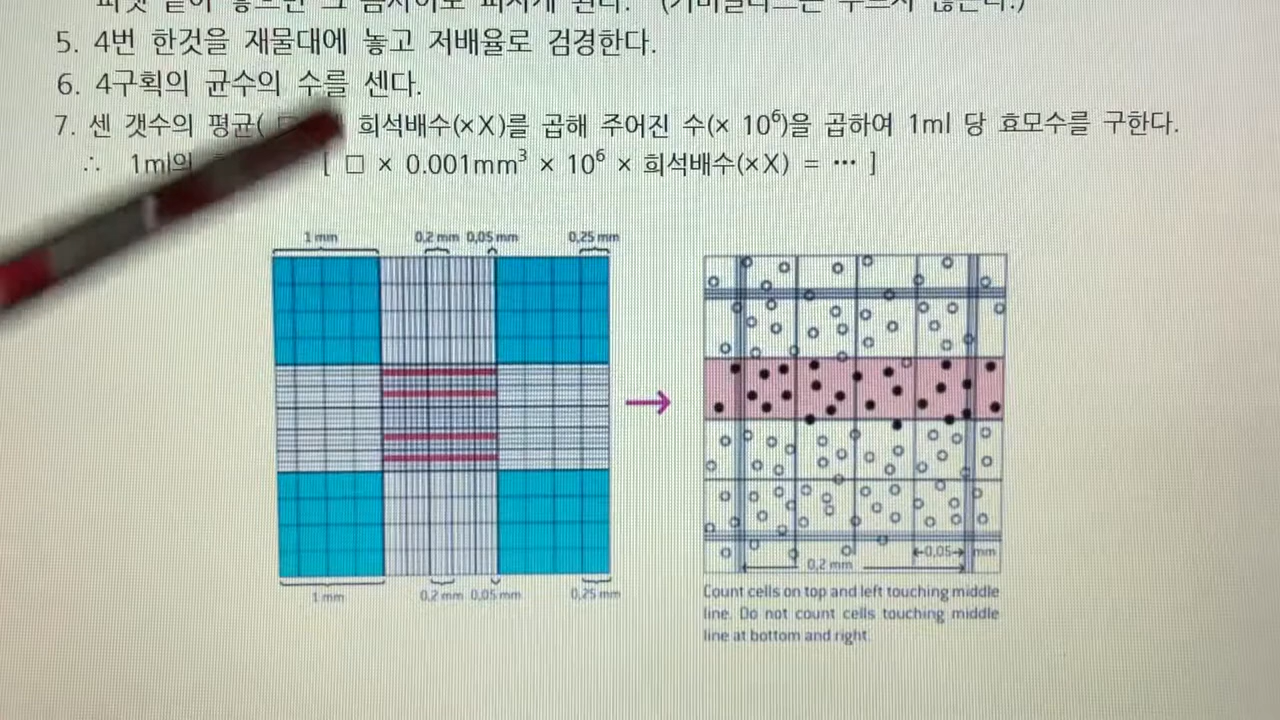 5. 4번 한것을 재물대에 놓고 저배율로 검경한다.
6. 4구획의 균수의 수를 센다.
7. 센 갯수의 평균( 희석배수(×X)를 곱해 주어진 수(× 10⁶)을 곱하여 1ml 당 효모수를 구한다.
∴ 1ml의 [ □ × 0.001mm³ × 10⁶ × 희석배수(×X) = ⋯ ]
1 mm 0,2 mm 0,05 mm 0,25 mm
1 mm 0,2 mm 0,05 mm 0,25 mm
0,05 mm
0,2 mm
Count cells on top and left touching middle
line. Do not count cells touching middle
line at bottom and right.